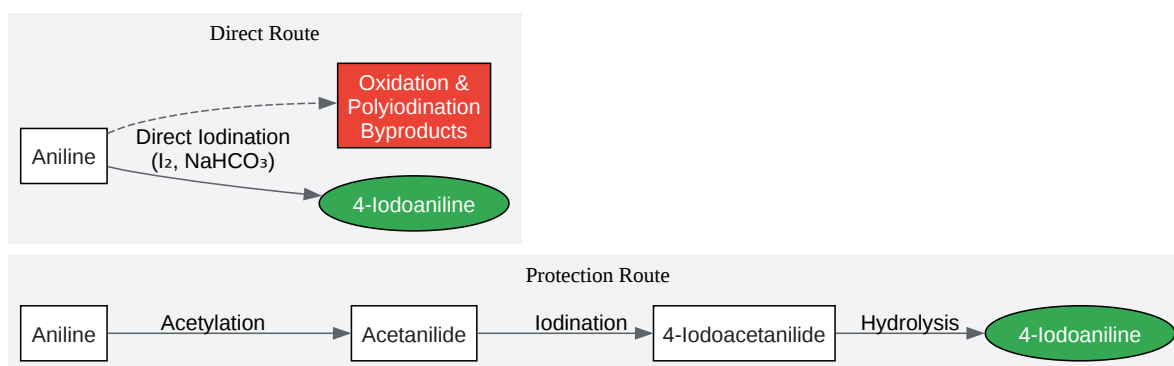 Direct Route
Aniline
Direct Iodination
(I₂, NaHCO₃)
Oxidation &
Polyiodination
Byproducts
4-Iodoaniline
Protection Route
Aniline
Acetylation
Acetanilide
Iodination
4-Iodoacetanilide
Hydrolysis
4-Iodoaniline